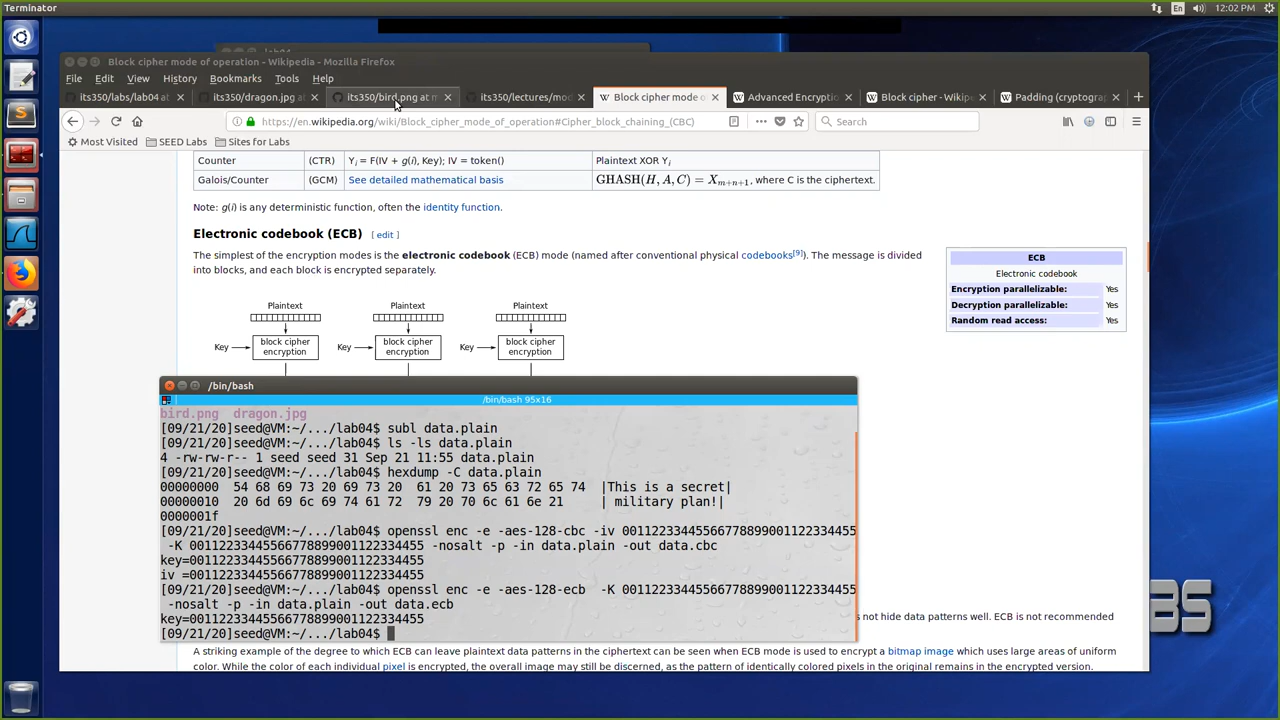 Terminator
En
12:02 PM
lab04
Block cipher mode of operation - Wikipedia - Mozilla Firefox
File Edit View History Bookmarks Tools Help
its350/labs/lab04 at
its350/dragon.jpg at
its350/bird.png at m
its350/lectures/mod
Block cipher mode o
Advanced Encryptio
Block cipher - Wikipe
Padding (cryptograp
https://en.wikipedia.org/wiki/Block_cipher_mode_of_operation#Cipher_block_chaining_(CBC)
Search
Most Visited SEED Labs Sites for Labs
Counter (CTR) Yi = F(IV + g(i), Key); IV = token() Plaintext XOR Yi
Galois/Counter (GCM) See detailed mathematical basis GHASH(H, A, C) = Xm+n+1, where C is the ciphertext.
Note: g(i) is any deterministic function, often the identity function.
Electronic codebook (ECB) [ edit ]
The simplest of the encryption modes is the electronic codebook (ECB) mode (named after conventional physical codebooks[9]). The message is divided
into blocks, and each block is encrypted separately.
ECB
Electronic codebook
Encryption parallelizable: Yes
Decryption parallelizable: Yes
Random read access: Yes
Plaintext Plaintext Plaintext
Key block cipher encryption Key block cipher encryption Key block cipher encryption
/bin/bash
/bin/bash 95x16
bird.png dragon.jpg
[09/21/20]seed@VM:~/.../lab04$ subl data.plain
[09/21/20]seed@VM:~/.../lab04$ ls -ls data.plain
4 -rw-rw-r-- 1 seed seed 31 Sep 21 11:55 data.plain
[09/21/20]seed@VM:~/.../lab04$ hexdump -C data.plain
00000000 54 68 69 73 20 69 73 20 61 20 73 65 63 72 65 74 |This is a secret|
00000010 20 6d 69 6c 69 74 61 72 79 20 70 6c 61 6e 21 | military plan!|
0000001f
[09/21/20]seed@VM:~/.../lab04$ openssl enc -e -aes-128-cbc -iv 00112233445566778899001122334455
-K 00112233445566778899001122334455 -nosalt -p -in data.plain -out data.cbc
key=00112233445566778899001122334455
iv =00112233445566778899001122334455
[09/21/20]seed@VM:~/.../lab04$ openssl enc -e -aes-128-ecb -K 00112233445566778899001122334455
-nosalt -p -in data.plain -out data.ecb
key=00112233445566778899001122334455
[09/21/20]seed@VM:~/.../lab04$
s not hide data patterns well. ECB is not recommended
A striking example of the degree to which ECB can leave plaintext data patterns in the ciphertext can be seen when ECB mode is used to encrypt a bitmap image which uses large areas of uniform
color. While the color of each individual pixel is encrypted, the overall image may still be discerned, as the pattern of identically colored pixels in the original remains in the encrypted version.
BS